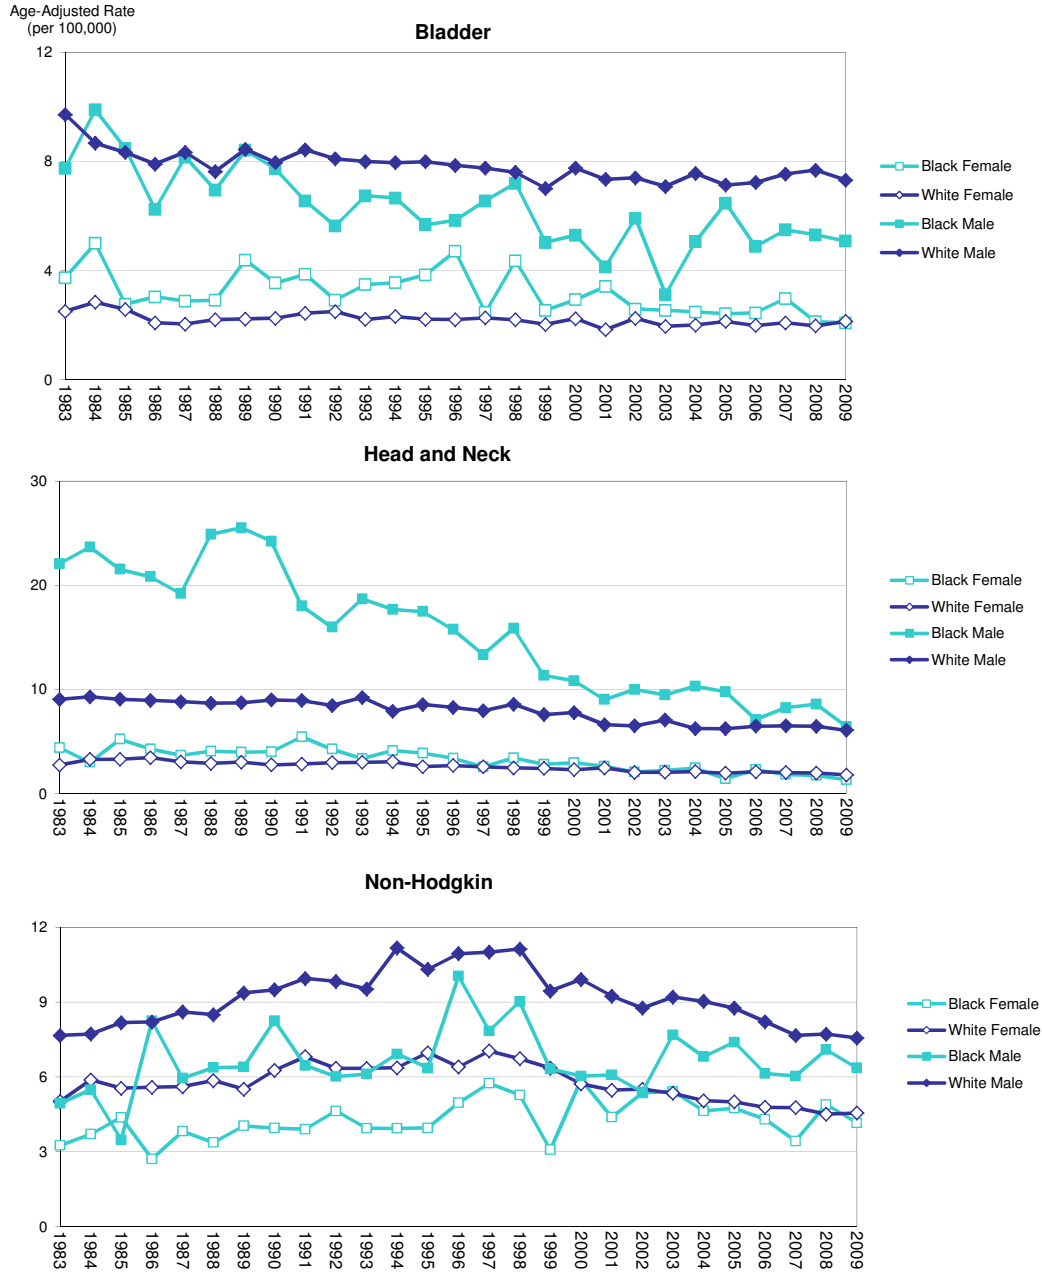 Age-Adjusted Rate
(per 100,000)
Bladder
12
8
4
0
1983 1984 1985 1986 1987 1988 1989 1990 1991 1992 1993 1994 1995 1996 1997 1998 1999 2000 2001 2002 2003 2004 2005 2006 2007 2008 2009
Black Female
White Female
Black Male
White Male
Head and Neck
30
20
10
0
1983 1984 1985 1986 1987 1988 1989 1990 1991 1992 1993 1994 1995 1996 1997 1998 1999 2000 2001 2002 2003 2004 2005 2006 2007 2008 2009
Black Female
White Female
Black Male
White Male
Non-Hodgkin
12
9
6
3
0
1983 1984 1985 1986 1987 1988 1989 1990 1991 1992 1993 1994 1995 1996 1997 1998 1999 2000 2001 2002 2003 2004 2005 2006 2007 2008 2009
Black Female
White Female
Black Male
White Male